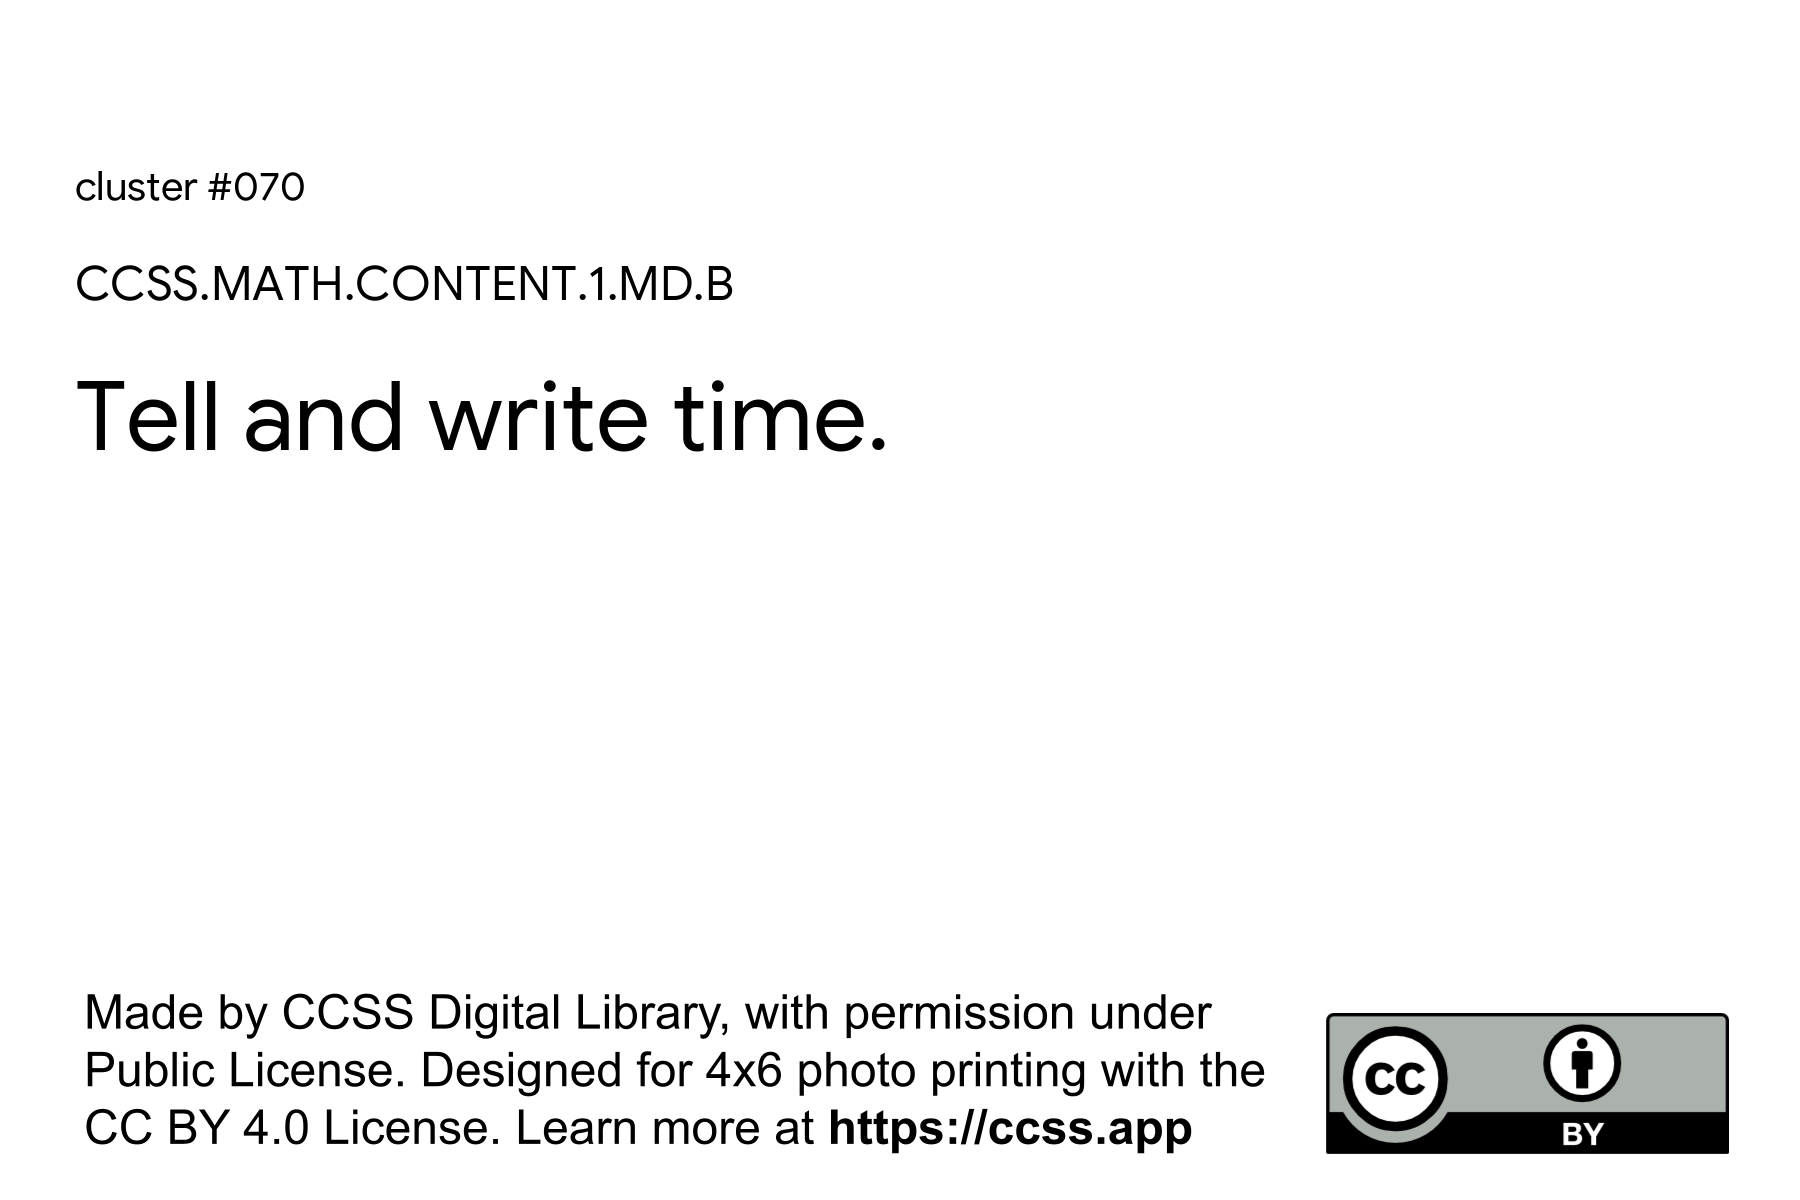 cluster #070
CCSS.MATH.CONTENT.1.MD.B
Tell and write time.
Made by CCSS Digital Library, with permission under
Public License. Designed for 4x6 photo printing with the
CC BY 4.0 License. Learn more at https://ccss.app
CC
BY